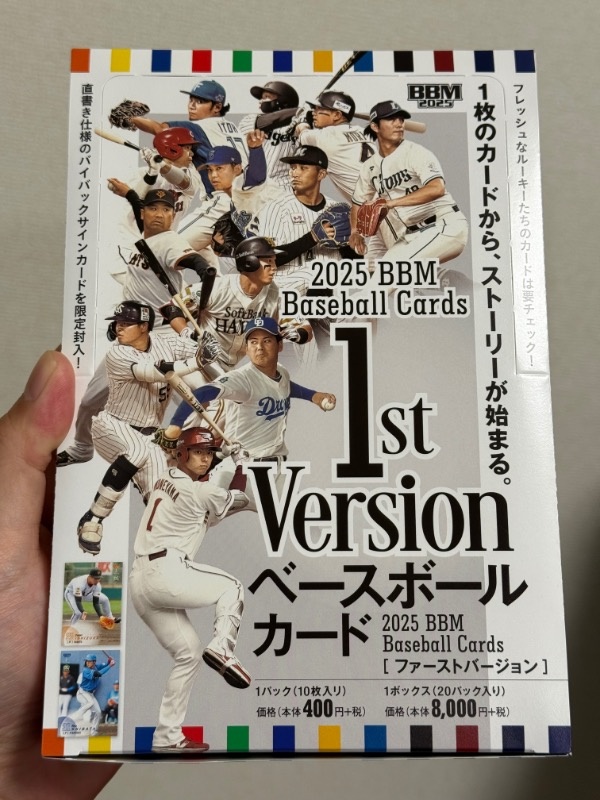 BBM
2025
フレッシュなルーキーたちのカードは要チェック!
1枚のカードから、ストーリーが始まる。
直書き仕様のバイバックサインカードを限定封入!
2025 BBM
Baseball Cards
1st
Version
ベースボール
カード
2025 BBM
Baseball Cards
[ファーストバージョン]
1パック(10枚入り)
価格(本体400円+税)
1ボックス(20パック入り)
価格(本体8,000円+税)
SoftBank